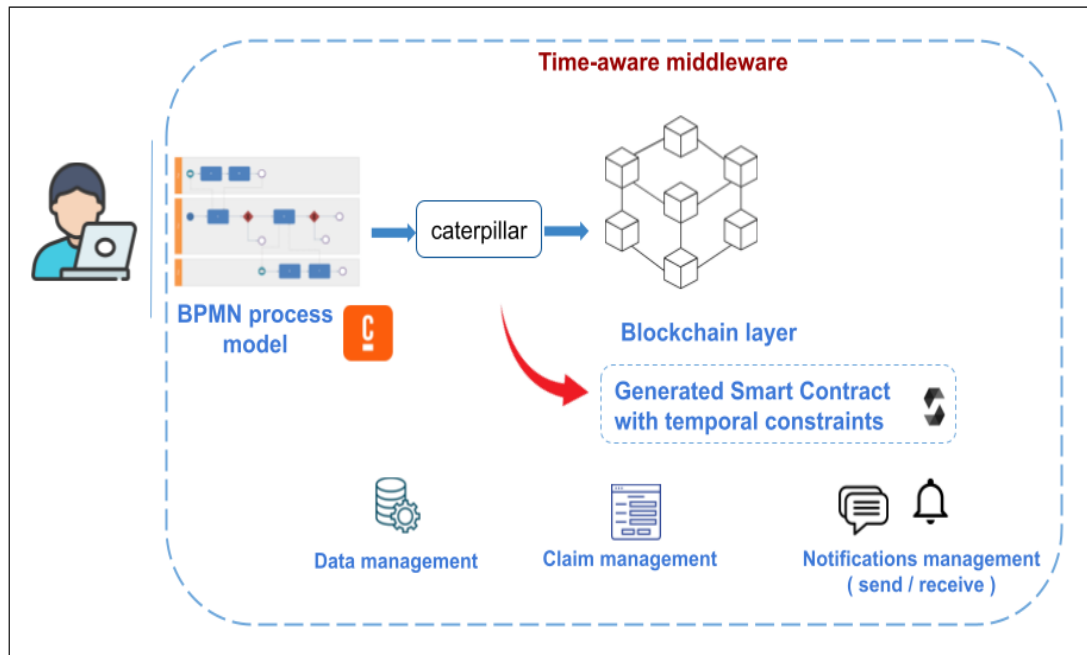 Time-aware middleware
caterpillar
BPMN process
model
Blockchain layer
Generated Smart Contract
with temporal constraints
Data management
Claim management
Notifications management
( send / receive )